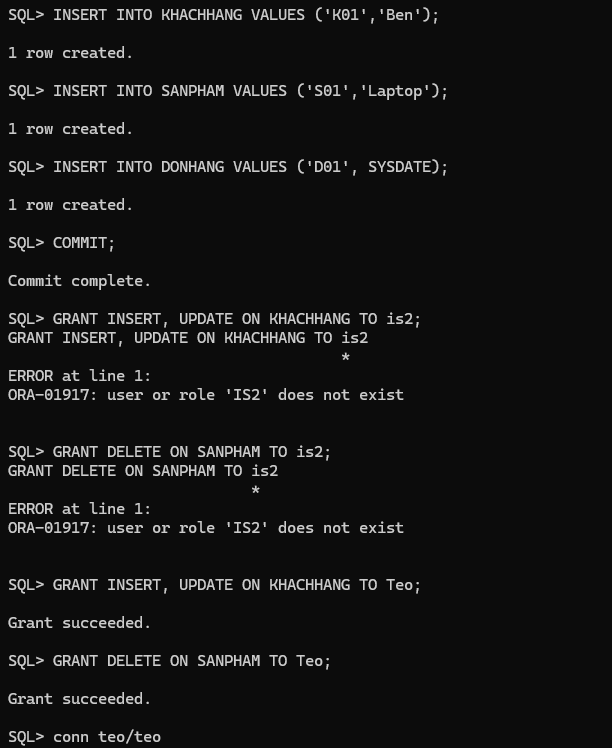 SQL> INSERT INTO KHACHHANG VALUES ('K01','Ben');
1 row created.
SQL> INSERT INTO SANPHAM VALUES ('S01','Laptop');
1 row created.
SQL> INSERT INTO DONHANG VALUES ('D01', SYSDATE);
1 row created.
SQL> COMMIT;
Commit complete.
SQL> GRANT INSERT, UPDATE ON KHACHHANG TO is2;
GRANT INSERT, UPDATE ON KHACHHANG TO is2
*
ERROR at line 1:
ORA-01917: user or role 'IS2' does not exist
SQL> GRANT DELETE ON SANPHAM TO is2;
GRANT DELETE ON SANPHAM TO is2
*
ERROR at line 1:
ORA-01917: user or role 'IS2' does not exist
SQL> GRANT INSERT, UPDATE ON KHACHHANG TO Teo;
Grant succeeded.
SQL> GRANT DELETE ON SANPHAM TO Teo;
Grant succeeded.
SQL> conn teo/teo